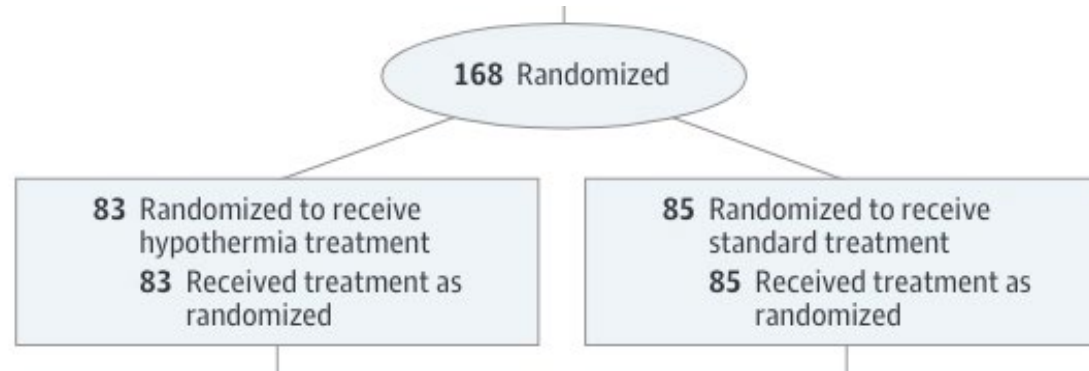 168 Randomized
83 Randomized to receive
hypothermia treatment
83 Received treatment as
randomized
85 Randomized to receive
standard treatment
85 Received treatment as
randomized